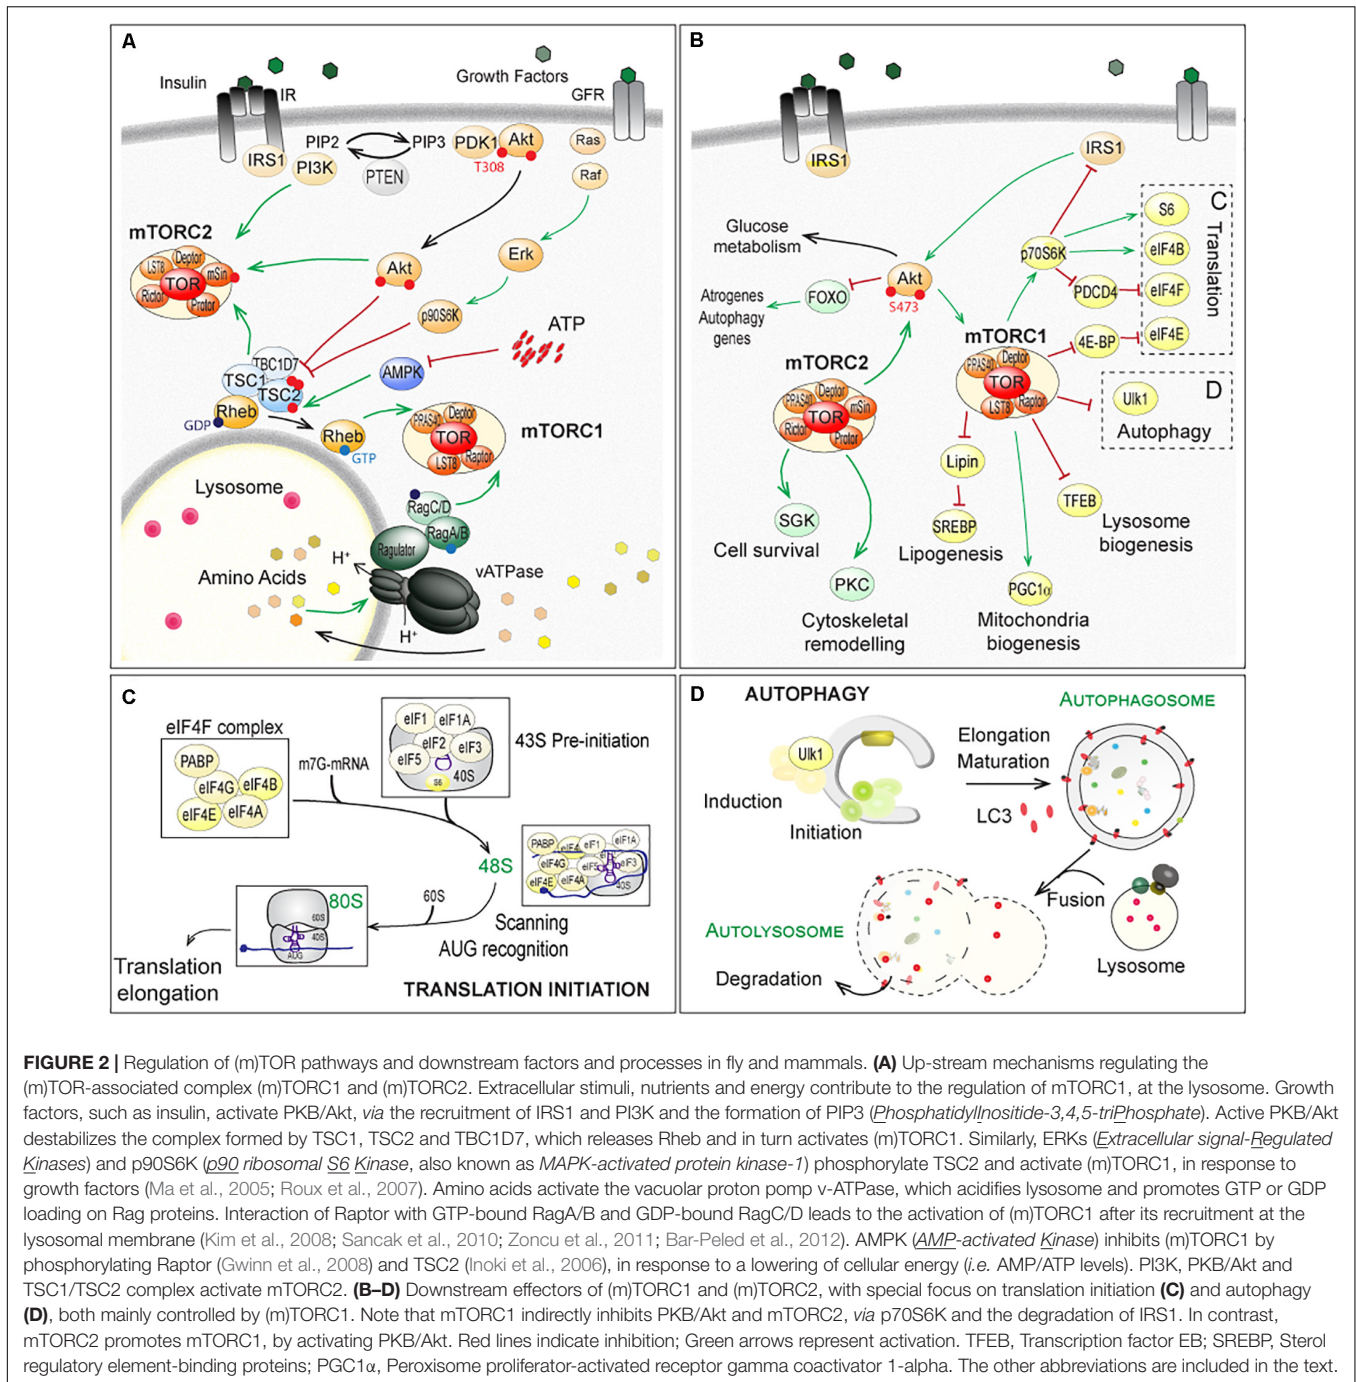 A
Insulin
IR
Growth Factors
GFR
IRS1
PI3K
PIP2
PIP3
PTEN
PDK1
Akt
T308
Ras
Raf
mTORC2
LST8
Deptor
mSin
TOR
Rictor
Protor
Akt
Erk
p90S6K
ATP
TBC1D7
TSC1
TSC2
AMPK
Rheb
GDP
Rheb
GTP
PRAS40
Deptor
TOR
LST8
Raptor
mTORC1
Lysosome
RagC/D
RagA/B
Ragulator
H+
vATPase
Amino Acids
H+
B
IRS1
IRS1
Glucose
metabolism
Akt
S473
FOXO
Atrogenes
Autophagy
genes
p70S6K
C
Translation
S6
eIF4B
PDCD4
eIF4F
4E-BP
eIF4E
mTORC1
PRAS40
Deptor
TOR
LST8
Raptor
D
Ulk1
Autophagy
mTORC2
PRAS40
Deptor
mSin
TOR
Rictor
Protor
Lipin
SREBP
Lipogenesis
TFEB
Lysosome
biogenesis
SGK
Cell survival
PKC
Cytoskeletal
remodelling
PGC1α
Mitochondria
biogenesis
C
eIF4F complex
PABP
eIF4G
eIF4B
eIF4E
eIF4A
m7G-mRNA
eIF1
eIF1A
eIF2
eIF3
eIF5
40S
S6
43S Pre-initiation
48S
PABP
eIF4
eIF1
eIF1A
eIF4G
eIF5
eIF3
eIF4E
eIF4A
40S
Scanning
AUG recognition
60S
80S
60S
40S
AUG
Translation
elongation
TRANSLATION INITIATION
D
AUTOPHAGY
Ulk1
Induction
Initiation
Elongation
Maturation
LC3
AUTOPHAGOSOME
Fusion
Lysosome
AUTOLYSOSOME
Degradation
FIGURE 2 | Regulation of (m)TOR pathways and downstream factors and processes in fly and mammals. (A) Up-stream mechanisms regulating the
(m)TOR-associated complex (m)TORC1 and (m)TORC2. Extracellular stimuli, nutrients and energy contribute to the regulation of mTORC1, at the lysosome. Growth
factors, such as insulin, activate PKB/Akt, via the recruitment of IRS1 and PI3K and the formation of PIP3 (PhosphatidylInositide-3,4,5-triPhosphate). Active PKB/Akt
destabilizes the complex formed by TSC1, TSC2 and TBC1D7, which releases Rheb and in turn activates (m)TORC1. Similarly, ERKs (Extracellular signal-Regulated
Kinases) and p90S6K (p90 ribosomal S6 Kinase, also known as MAPK-activated protein kinase-1) phosphorylate TSC2 and activate (m)TORC1, in response to
growth factors (Ma et al., 2005; Roux et al., 2007). Amino acids activate the vacuolar proton pomp v-ATPase, which acidifies lysosome and promotes GTP or GDP
loading on Rag proteins. Interaction of Raptor with GTP-bound RagA/B and GDP-bound RagC/D leads to the activation of (m)TORC1 after its recruitment at the
lysosomal membrane (Kim et al., 2008; Sancak et al., 2010; Zoncu et al., 2011; Bar-Peled et al., 2012). AMPK (AMP-activated Kinase) inhibits (m)TORC1 by
phosphorylating Raptor (Gwinn et al., 2008) and TSC2 (Inoki et al., 2006), in response to a lowering of cellular energy (i.e. AMP/ATP levels). PI3K, PKB/Akt and
TSC1/TSC2 complex activate mTORC2. (B–D) Downstream effectors of (m)TORC1 and (m)TORC2, with special focus on translation initiation (C) and autophagy
(D), both mainly controlled by (m)TORC1. Note that mTORC1 indirectly inhibits PKB/Akt and mTORC2, via p70S6K and the degradation of IRS1. In contrast,
mTORC2 promotes mTORC1, by activating PKB/Akt. Red lines indicate inhibition; Green arrows represent activation. TFEB, Transcription factor EB; SREBP, Sterol
regulatory element-binding proteins; PGC1α, Peroxisome proliferator-activated receptor gamma coactivator 1-alpha. The other abbreviations are included in the text.